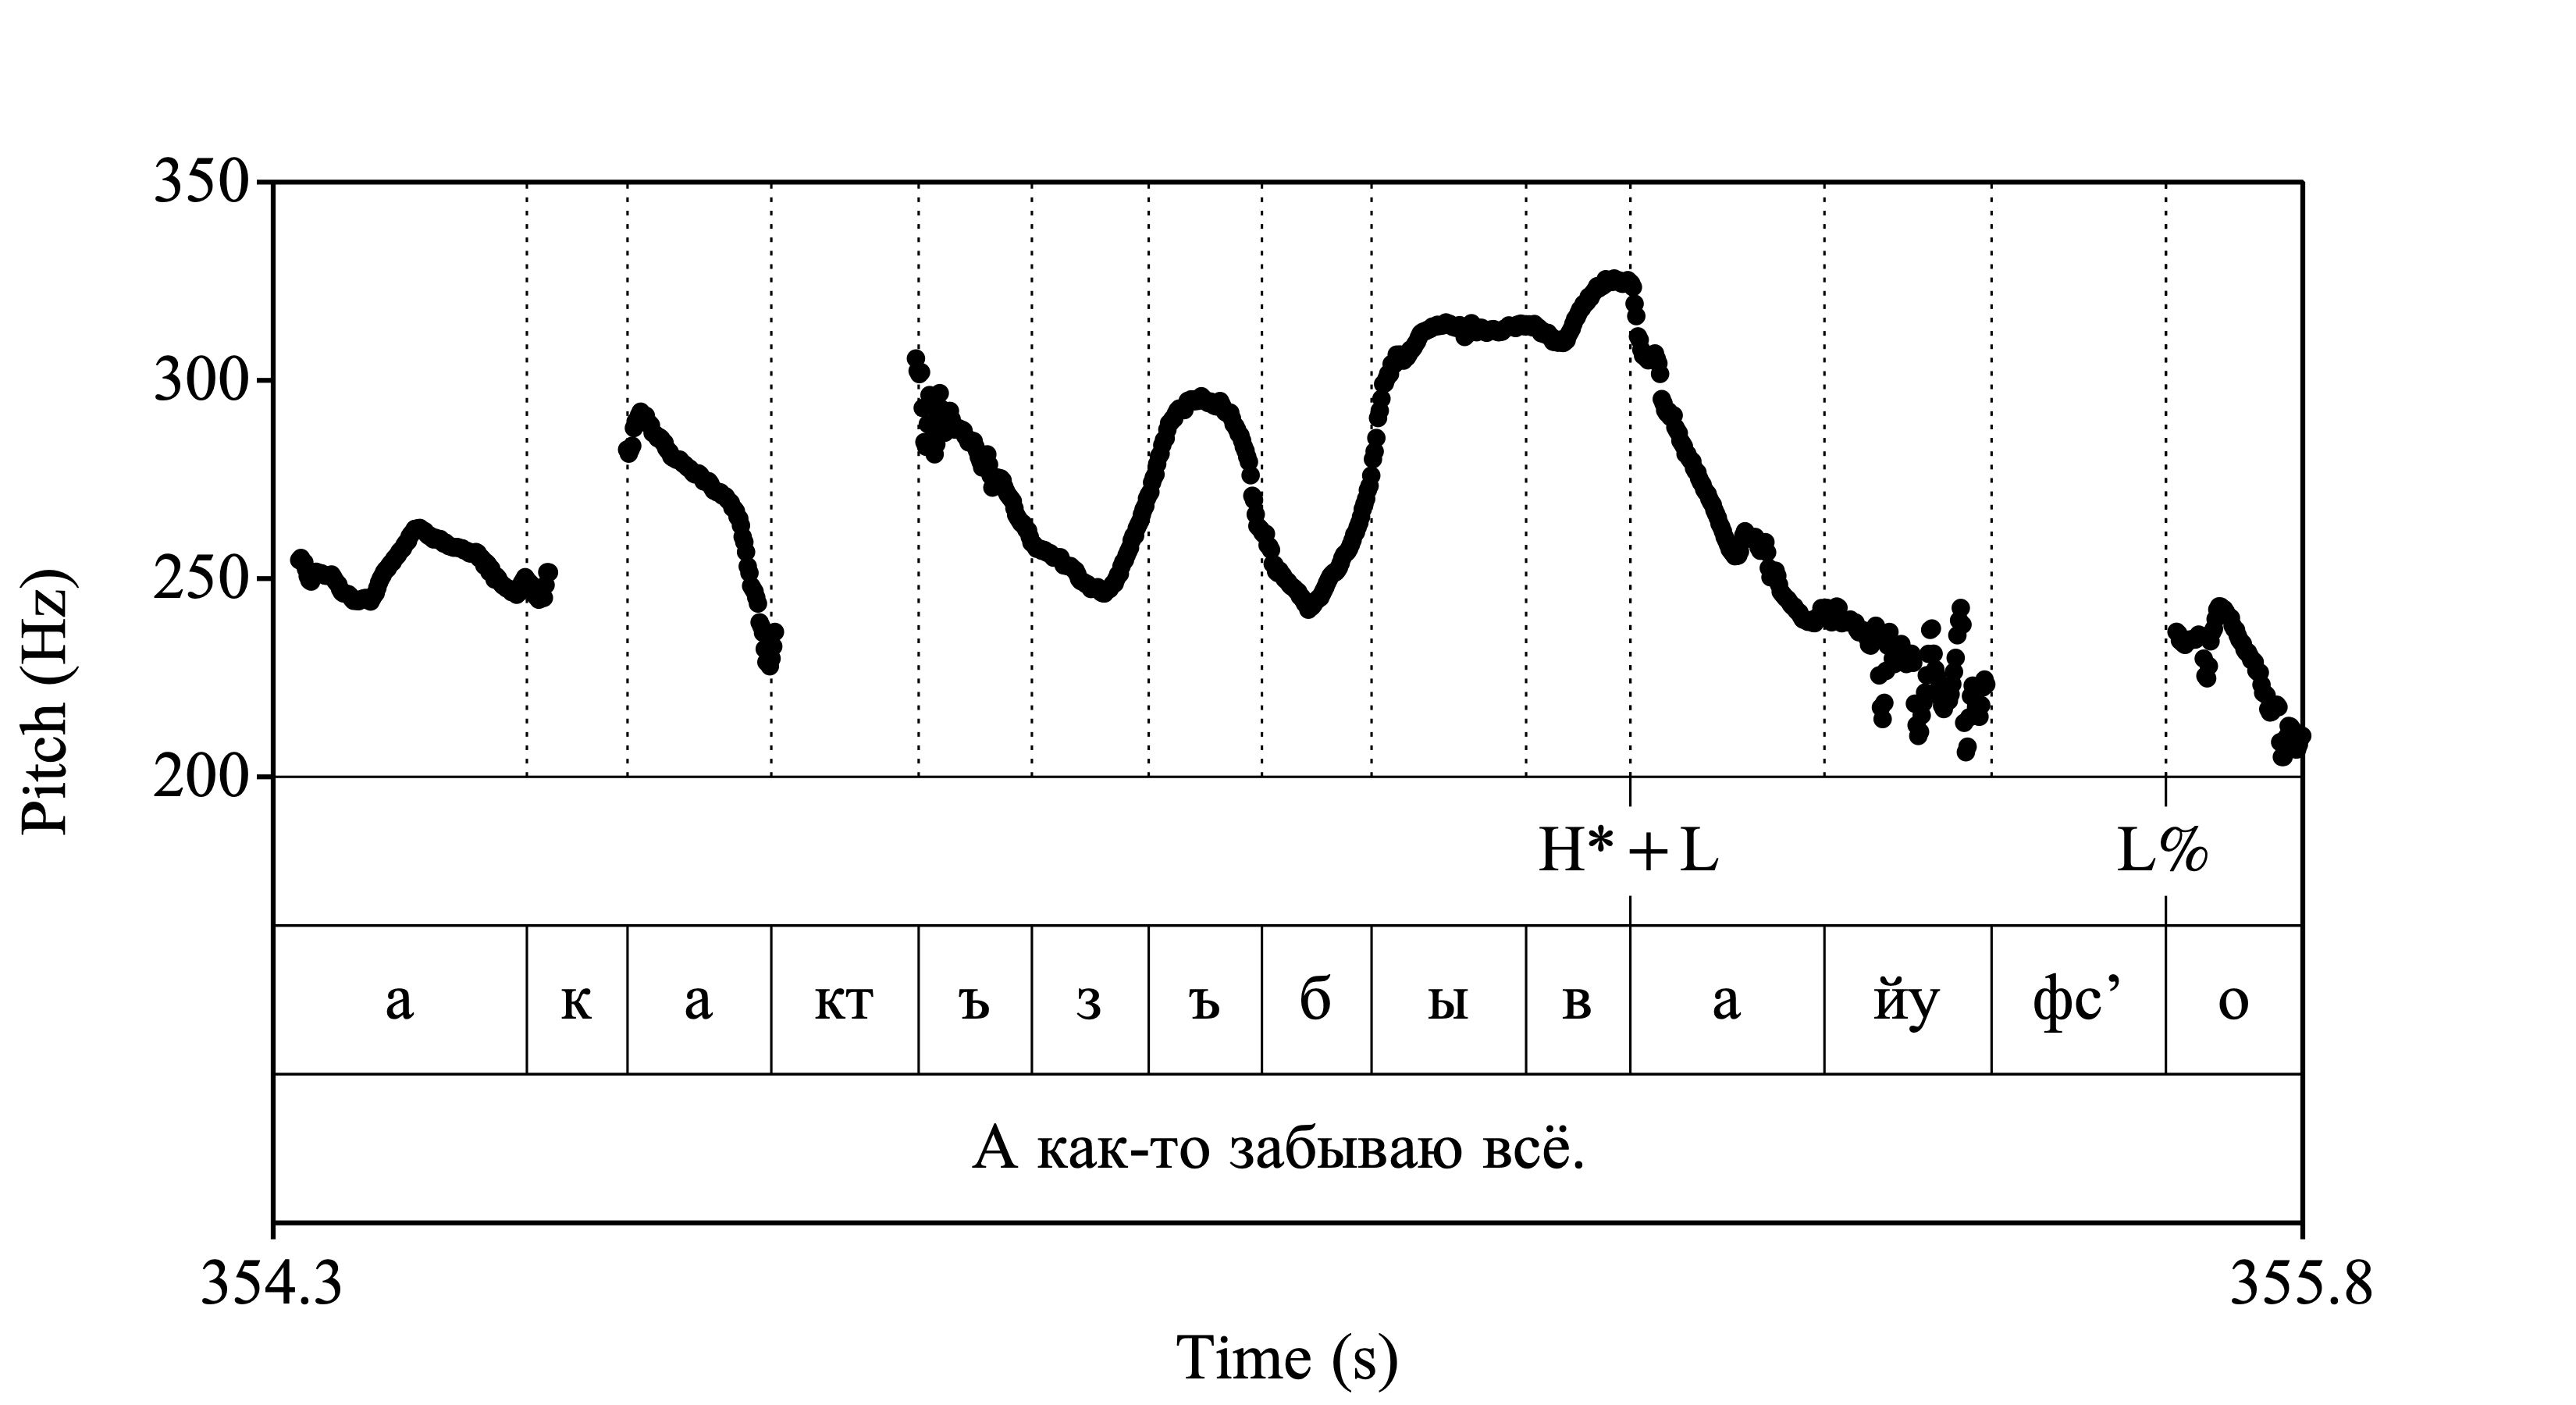 350
300
250
200
Pitch (Hz)
H* + L L%
а к а кт ъ з ъ б ы в а йу фс’ о
А как-то забываю всё.
354.3 355.8
Time (s)